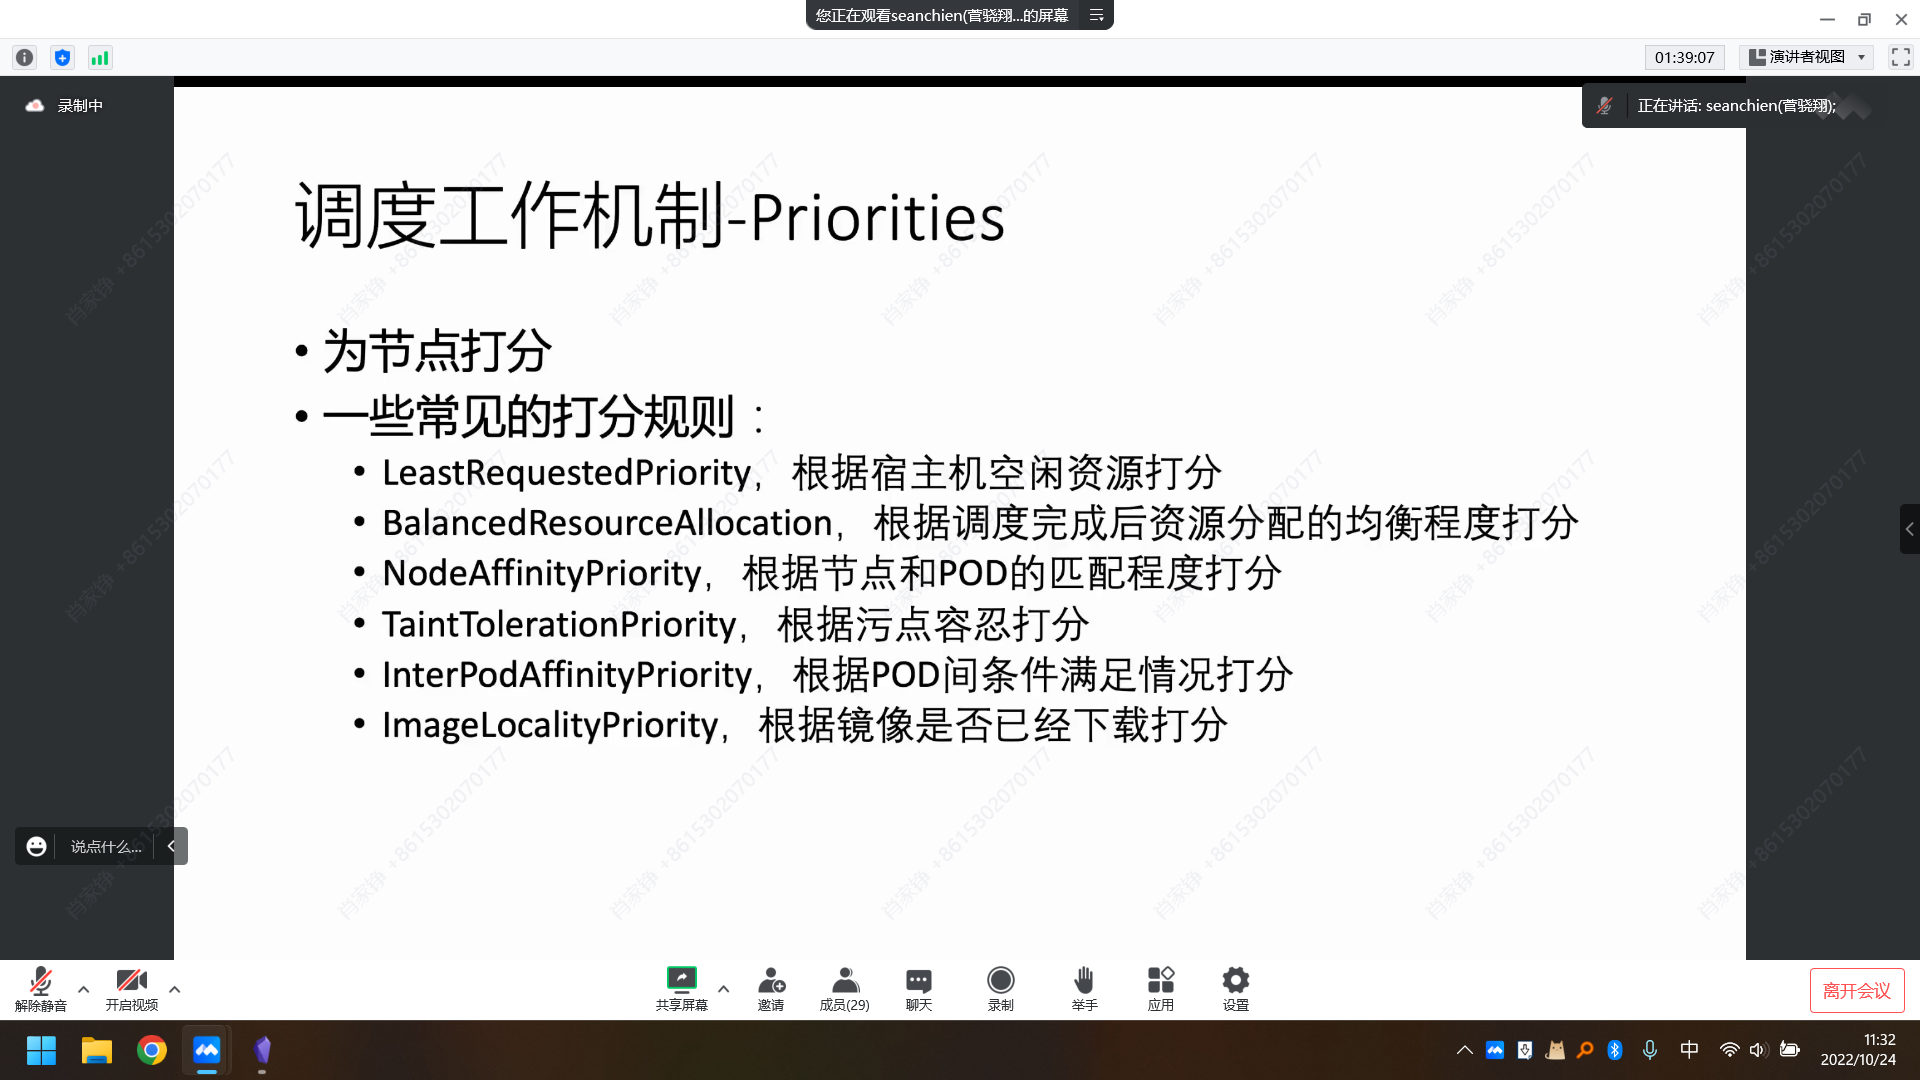 您正在观看seanchien(菅骁翔...的屏幕
01:39:07
演讲者视图
录制中
正在讲话: seanchien(菅骁翔);
调度工作机制-Priorities
• 为节点打分
• 一些常见的打分规则：
• LeastRequestedPriority，根据宿主机空闲资源打分
• BalancedResourceAllocation，根据调度完成后资源分配的均衡程度打分
• NodeAffinityPriority，根据节点和POD的匹配程度打分
• TaintTolerationPriority，根据污点容忍打分
• InterPodAffinityPriority，根据POD间条件满足情况打分
• ImageLocalityPriority，根据镜像是否已经下载打分
肖家铮 +8615302070177
说点什么...
解除静音
开启视频
共享屏幕
邀请
成员(29)
聊天
录制
举手
应用
设置
离开会议
中
11:32
2022/10/24